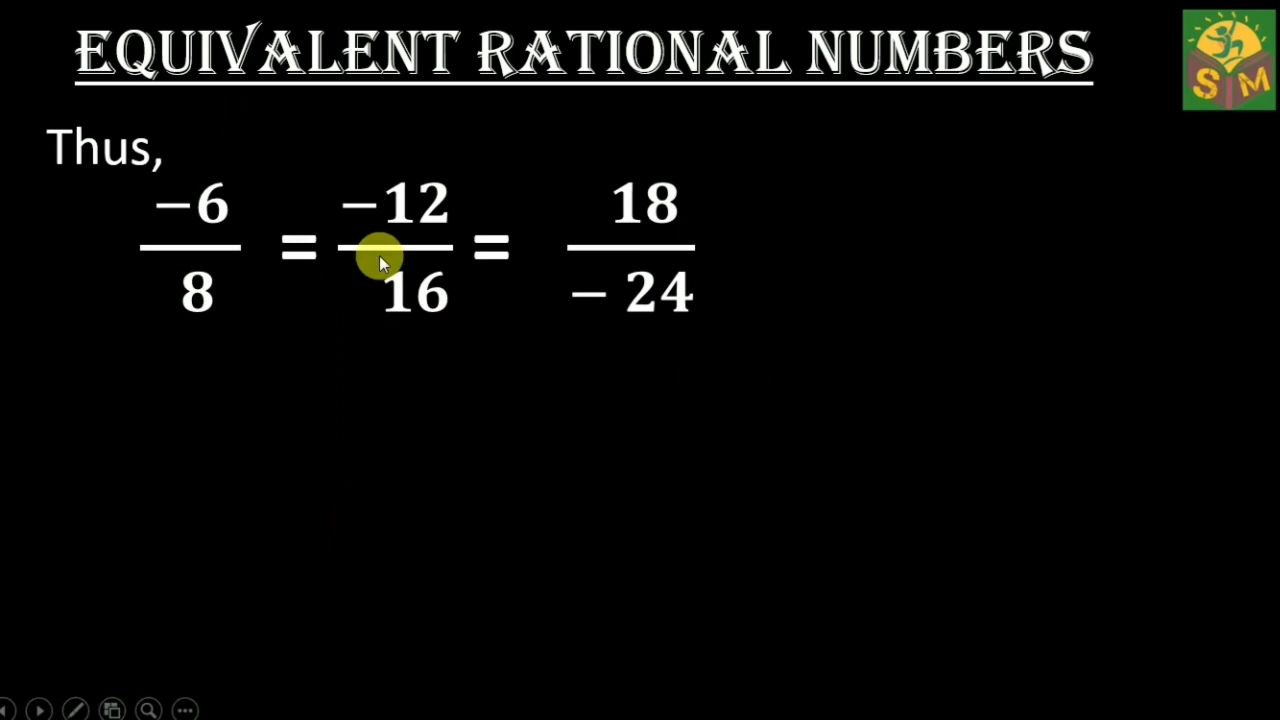 EQUIVALENT RATIONAL NUMBERS
S M
Thus,
−6/8 = −12/16 = 18/− 24